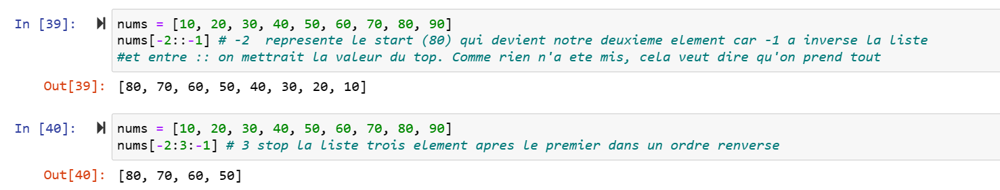 In [39]: nums = [10, 20, 30, 40, 50, 60, 70, 80, 90]
nums[-2::-1] # -2  represente le start (80) qui devient notre deuxieme element car -1 a inverse la liste
#et entre :: on mettrait la valeur du top. Comme rien n'a ete mis, cela veut dire qu'on prend tout
Out[39]: [80, 70, 60, 50, 40, 30, 20, 10]
In [40]: nums = [10, 20, 30, 40, 50, 60, 70, 80, 90]
nums[-2:3:-1] # 3 stop la liste trois element apres le premier dans un ordre renverse
Out[40]: [80, 70, 60, 50]